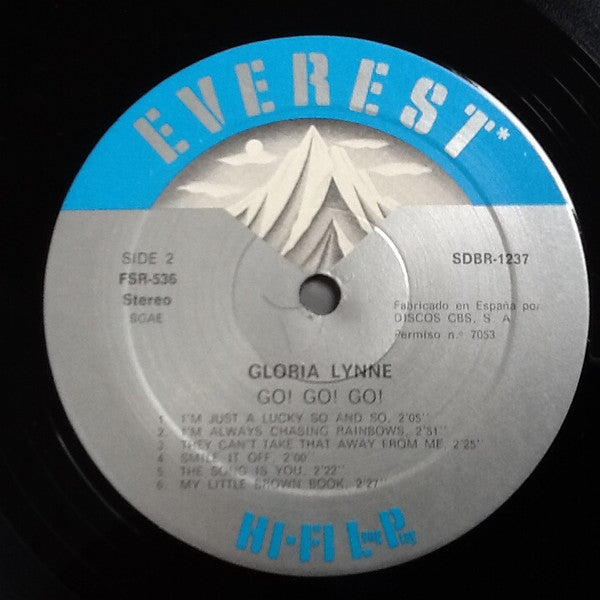 EVEREST*
SIDE 2
FSR-536
Stereo
SGAE
SDBR-1237
Fabricado en España por
DISCOS CBS, S. A.
Permiso n.º 7053
GLORIA LYNNE
GO! GO! GO!
1. I'M JUST A LUCKY SO AND SO, 2'05''
2. I'M ALWAYS CHASING RAINBOWS, 2'51''
3. THEY CAN'T TAKE THAT AWAY FROM ME, 2'25''
4. SMILE IT OFF, 2'00''
5. THE SONG IS YOU, 2'22''
6. MY LITTLE BROWN BOOK, 2'27''
HI-FI Long Play